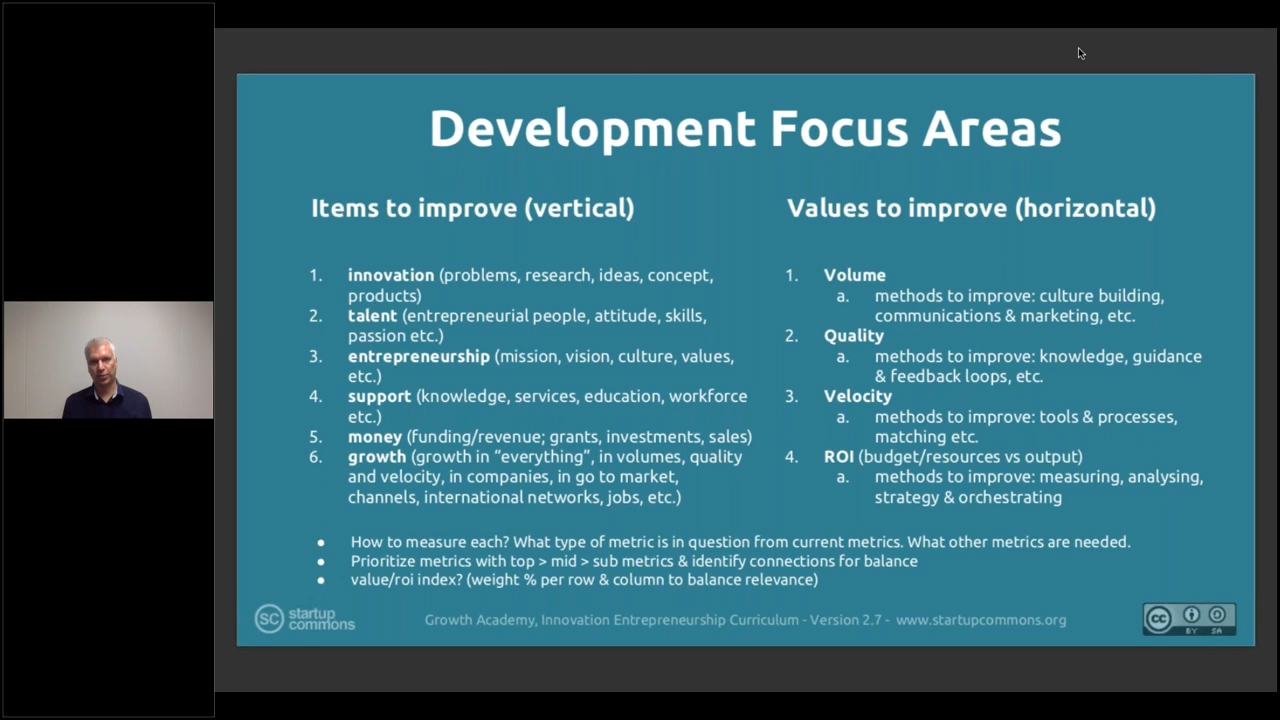 Development Focus Areas
Items to improve (vertical)
1. innovation (problems, research, ideas, concept,
products)
2. talent (entrepreneurial people, attitude, skills,
passion etc.)
3. entrepreneurship (mission, vision, culture, values,
etc.)
4. support (knowledge, services, education, workforce
etc.)
5. money (funding/revenue; grants, investments, sales)
6. growth (growth in “everything”, in volumes, quality
and velocity, in companies, in go to market,
channels, international networks, jobs, etc.)
Values to improve (horizontal)
1. Volume
a. methods to improve: culture building,
communications & marketing, etc.
2. Quality
a. methods to improve: knowledge, guidance
& feedback loops, etc.
3. Velocity
a. methods to improve: tools & processes,
matching etc.
4. ROI (budget/resources vs output)
a. methods to improve: measuring, analysing,
strategy & orchestrating
● How to measure each? What type of metric is in question from current metrics. What other metrics are needed.
● Prioritize metrics with top > mid > sub metrics & identify connections for balance
● value/roi index? (weight % per row & column to balance relevance)
SC startup
commons
Growth Academy, Innovation Entrepreneurship Curriculum - Version 2.7 - www.startupcommons.org
cc
BY SA